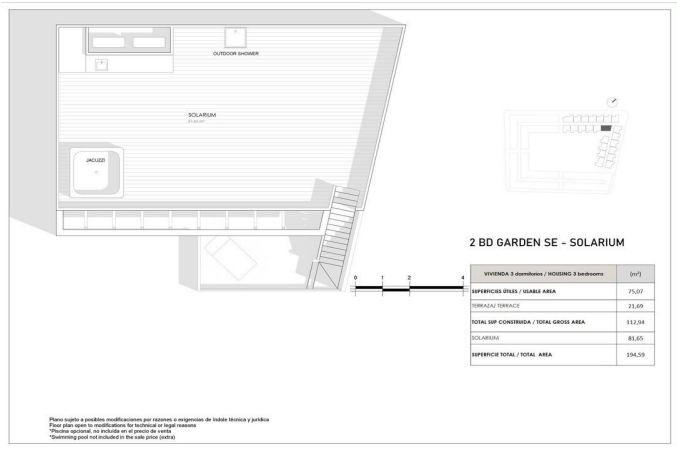 OUTDOOR SHOWER
SOLARIUM
JACUZZI
0 1 2 4
2 BD GARDEN SE - SOLARIUM
VIVIENDA 3 dormitorios / HOUSING 3 bedrooms (m²)
SUPERFICIES ÚTILES / USABLE AREA 75,07
TERRAZA/ TERRACE 21,69
TOTAL SUP CONSTRUIDA / TOTAL GROSS AREA 112,94
SOLARIUM 81,65
SUPERFICIE TOTAL / TOTAL AREA 194,59
Plano sujeto a posibles modificaciones por razones o exigencias de índole técnica y jurídica
Floor plan open to modifications for technical or legal reasons
*Piscina opcional, no incluida en el precio de venta
*Swimming pool not included in the sale price (extra)